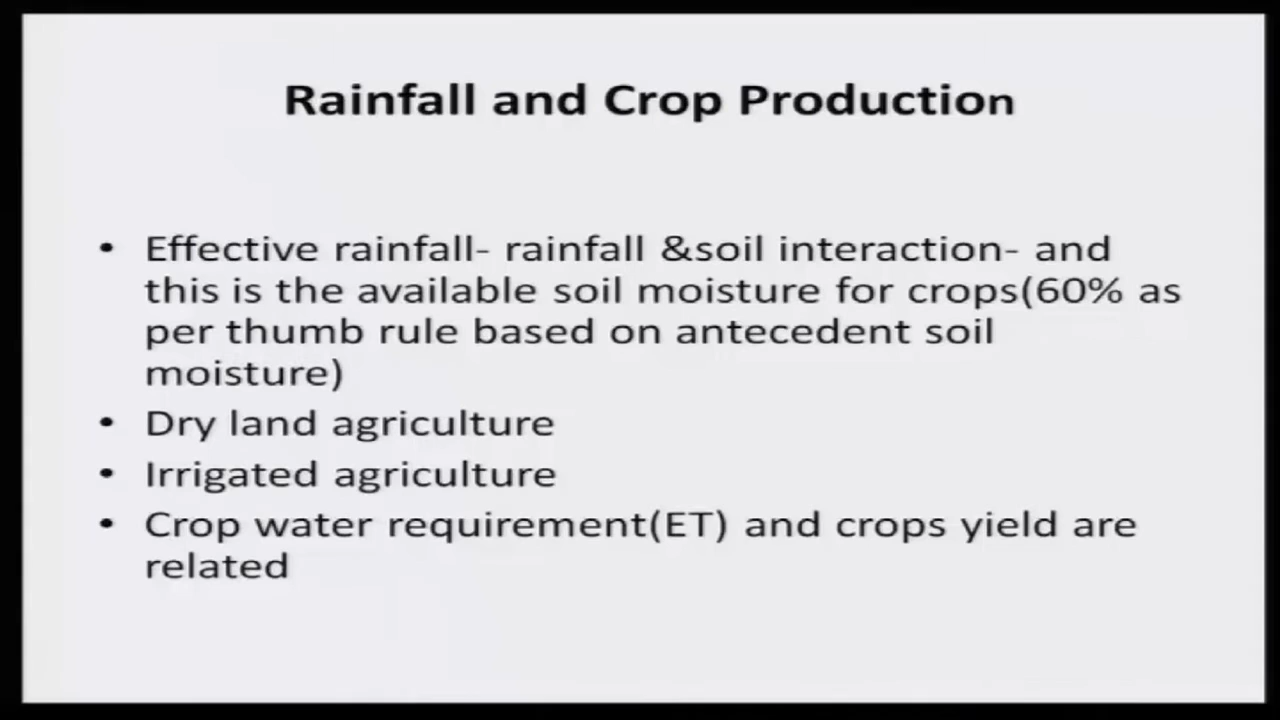 Rainfall and Crop Production
• Effective rainfall- rainfall &soil interaction- and
this is the available soil moisture for crops(60% as
per thumb rule based on antecedent soil
moisture)
• Dry land agriculture
• Irrigated agriculture
• Crop water requirement(ET) and crops yield are
related